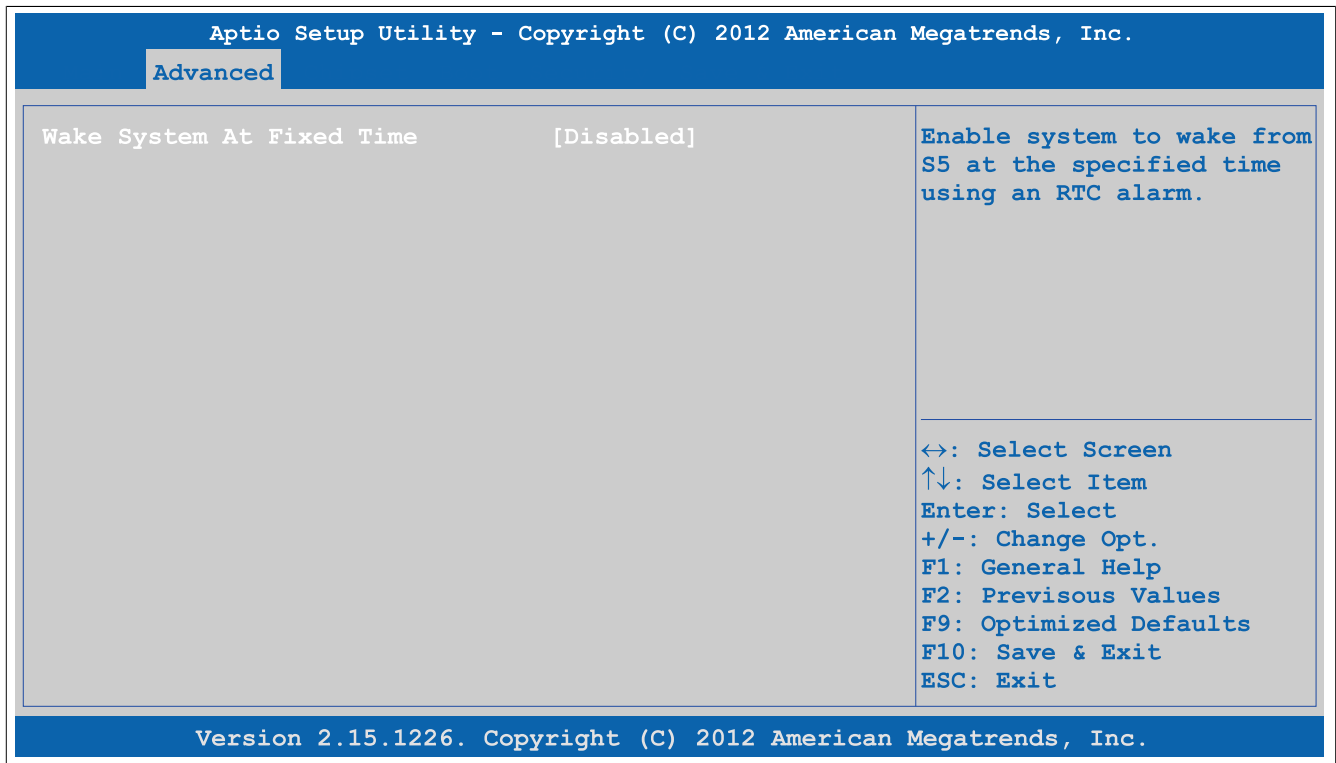 Aptio Setup Utility - Copyright (C) 2012 American Megatrends, Inc.
Advanced
Wake System At Fixed Time [Disabled]
Enable system to wake from
S5 at the specified time
using an RTC alarm.
↔: Select Screen
↑↓: Select Item
Enter: Select
+/-: Change Opt.
F1: General Help
F2: Previsous Values
F9: Optimized Defaults
F10: Save & Exit
ESC: Exit
Version 2.15.1226. Copyright (C) 2012 American Megatrends, Inc.